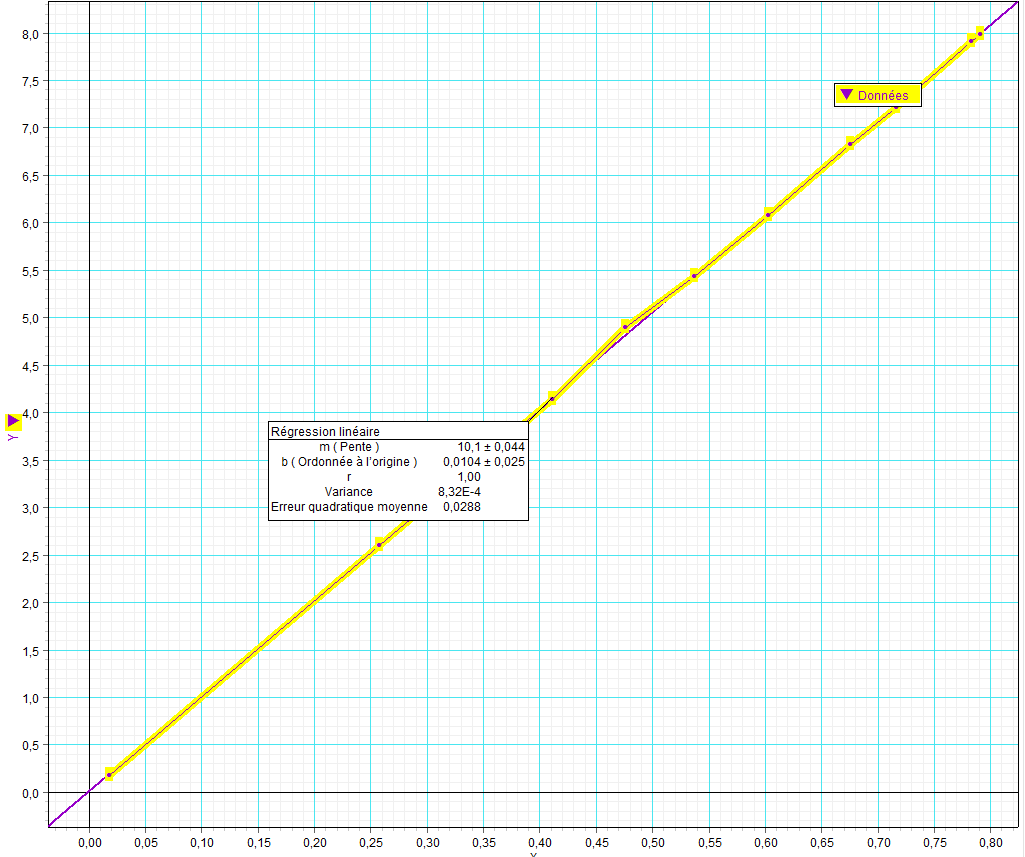 8,0
7,5
Données
7,0
6,5
6,0
5,5
5,0
4,5
4,0
Y
Régression linéaire
m ( Pente ) 10,1 ± 0,044
b ( Ordonnée à l'origine ) 0,0104 ± 0,025
r 1,00
Variance 8,32E-4
Erreur quadratique moyenne 0,0288
3,5
3,0
2,5
2,0
1,5
1,0
0,5
0,0
0,00 0,05 0,10 0,15 0,20 0,25 0,30 0,35 0,40 0,45 0,50 0,55 0,60 0,65 0,70 0,75 0,80